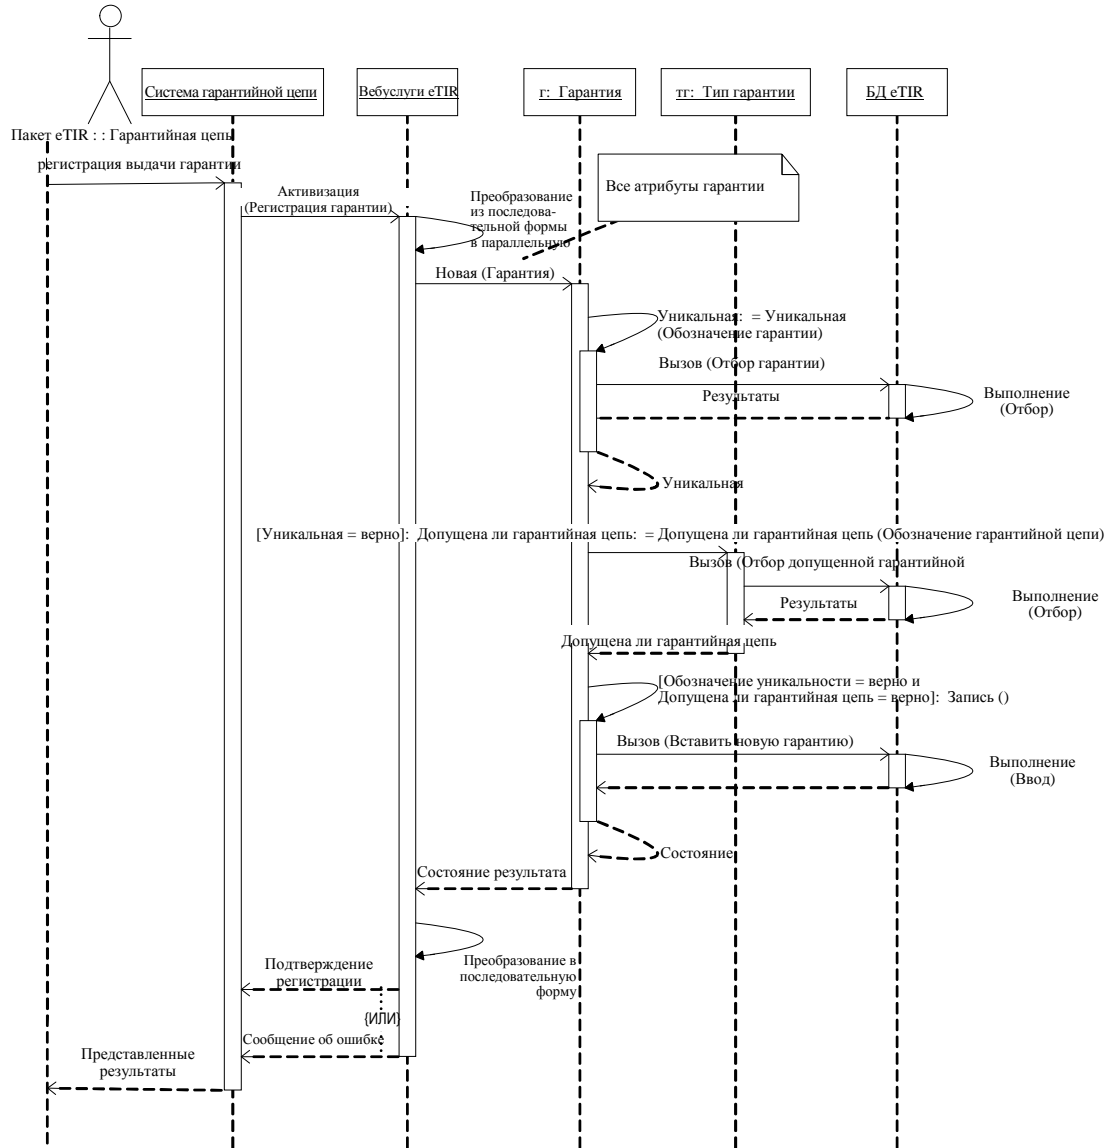 Система гарантийной цепи
Вебуслуги eTIR
г: Гарантия
тг: Тип гарантии
БД eTIR
Пакет eTIR : : Гарантийная цепь
регистрация выдачи гарантии
Все атрибуты гарантии
Активизация
(Регистрация гарантии)
Преобразование
из последова-
тельной формы
в параллельную
Новая (Гарантия)
Уникальная: = Уникальная
(Обозначение гарантии)
Вызов (Отбор гарантии)
Результаты
Выполнение
(Отбор)
Уникальная
[Уникальная = верно]: Допущена ли гарантийная цепь: = Допущена ли гарантийная цепь (Обозначение гарантийной цепи)
Вызов (Отбор допущенной гарантийной
Результаты
Выполнение
(Отбор)
Допущена ли гарантийная цепь
[Обозначение уникальности = верно и
Допущена ли гарантийная цепь = верно]: Запись ()
Вызов (Вставить новую гарантию)
Выполнение
(Ввод)
Состояние
Состояние результата
Преобразование в
последовательную
форму
Подтверждение
регистрации
{ИЛИ}
Сообщение об ошибке
Представленные
результаты